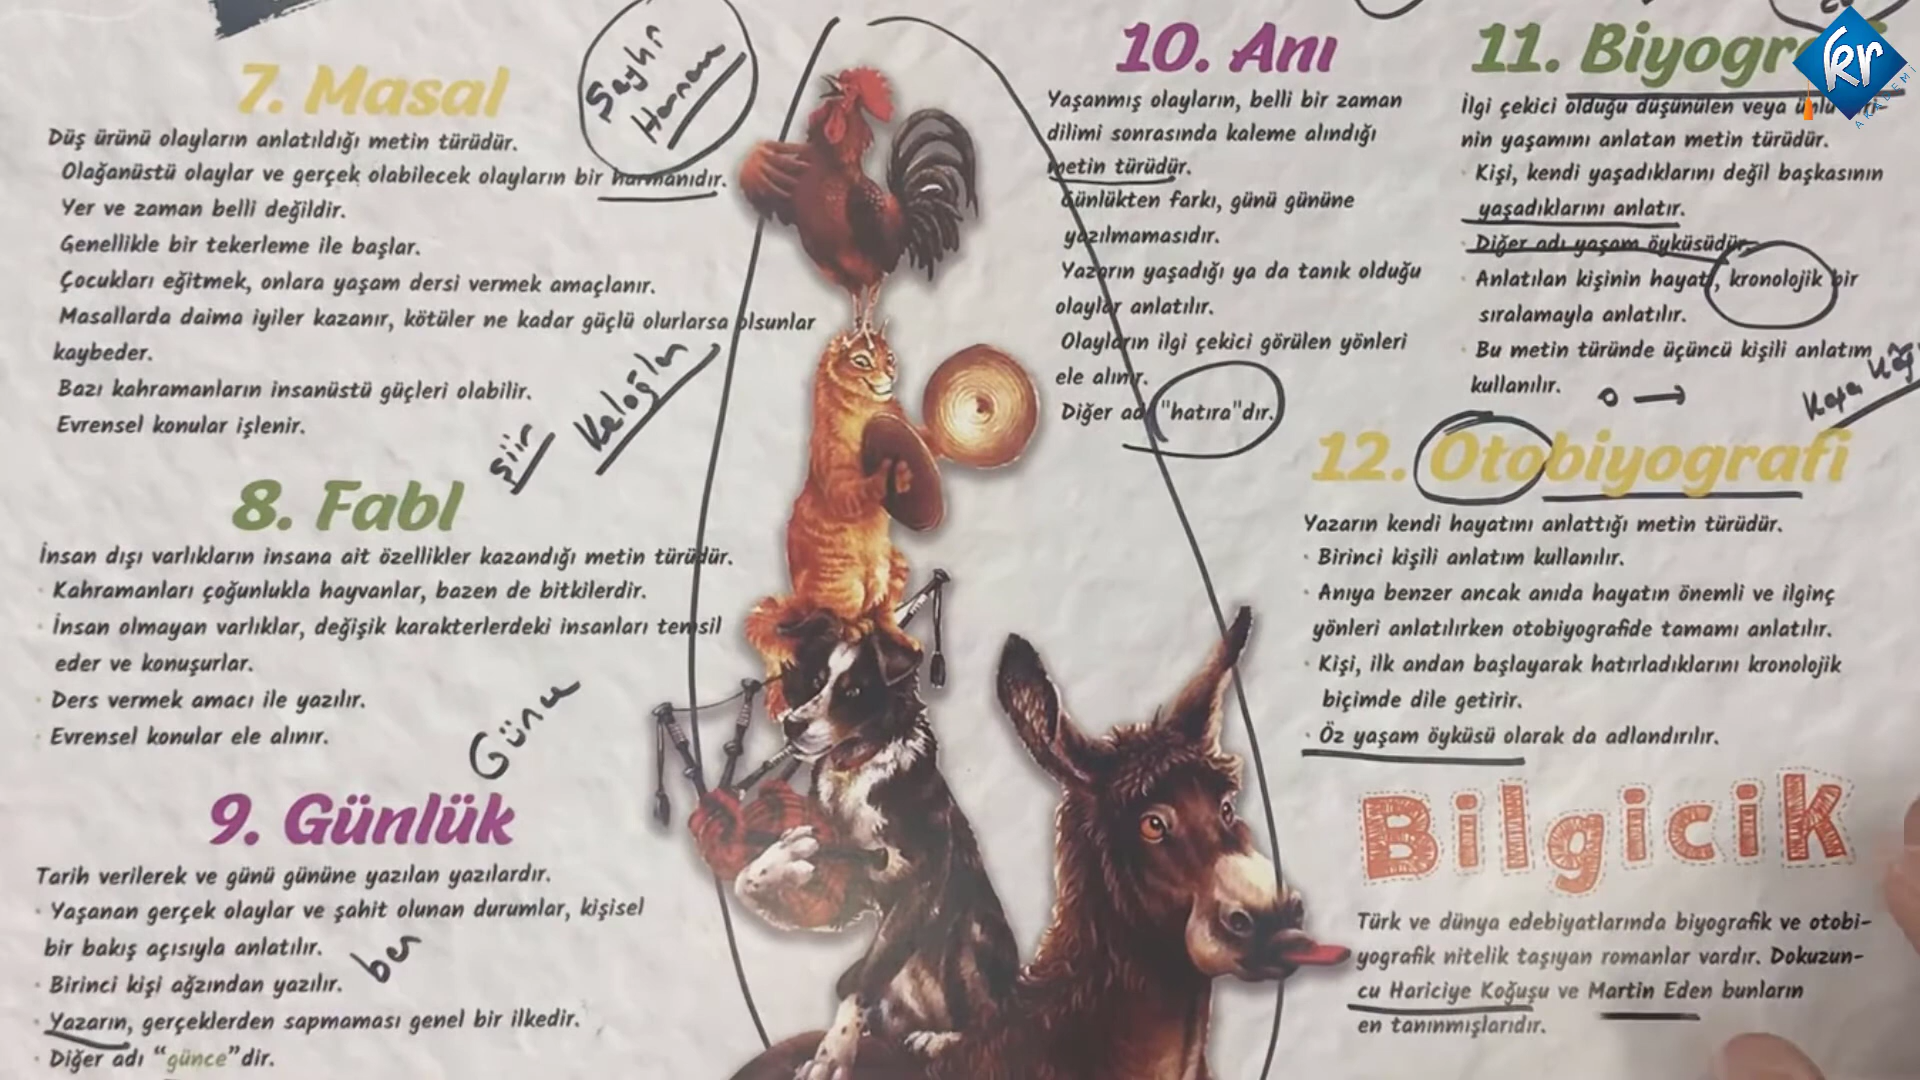 7. Masal
Düş ürünü olayların anlatıldığı metin türüdür.
Olağanüstü olaylar ve gerçek olabilecek olayların bir harmanıdır.
Yer ve zaman belli değildir.
Genellikle bir tekerleme ile başlar.
Çocukları eğitmek, onlara yaşam dersi vermek amaçlanır.
Masallarda daima iyiler kazanır, kötüler ne kadar güçlü olurlarsa olsunlar
kaybeder.
Bazı kahramanların insanüstü güçleri olabilir.
Evrensel konular işlenir.
Harman
şiir
Keloğlan
8. Fabl
İnsan dışı varlıkların insana ait özellikler kazandığı metin türüdür.
· Kahramanları çoğunlukla hayvanlar, bazen de bitkilerdir.
· İnsan olmayan varlıklar, değişik karakterlerdeki insanları temsil
eder ve konuşurlar.
· Ders vermek amacı ile yazılır.
· Evrensel konular ele alınır.
Günce
9. Günlük
Tarih verilerek ve günü gününe yazılan yazılardır.
· Yaşanan gerçek olaylar ve şahit olunan durumlar, kişisel
bir bakış açısıyla anlatılır.
· Birinci kişi ağzından yazılır.
· Yazarın, gerçeklerden sapmaması genel bir ilkedir.
· Diğer adı “günce”dir.
10. Anı
Yaşanmış olayların, belli bir zaman
dilimi sonrasında kaleme alındığı
metin türüdür.
Günlükten farkı, günü gününe
yazılmamasıdır.
Yazarın yaşadığı ya da tanık olduğu
olaylar anlatılır.
Olayların ilgi çekici görülen yönleri
ele alınır.
Diğer adı "hatıra"dır.
11. Biyografi
İlgi çekici olduğu düşünülen veya ünlü
nin yaşamını anlatan metin türüdür.
· Kişi, kendi yaşadıklarını değil başkasının
yaşadıklarını anlatır.
· Diğer adı yaşam öyküsüdür.
· Anlatılan kişinin hayatı, kronolojik bir
sıralamayla anlatılır.
· Bu metin türünde üçüncü kişili anlatım
kullanılır.
12. Otobiyografi
Yazarın kendi hayatını anlattığı metin türüdür.
· Birinci kişili anlatım kullanılır.
· Anıya benzer ancak anıda hayatın önemli ve ilginç
yönleri anlatılırken otobiyografide tamamı anlatılır.
· Kişi, ilk andan başlayarak hatırladıklarını kronolojik
biçimde dile getirir.
· Öz yaşam öyküsü olarak da adlandırılır.
Bilgicik
Türk ve dünya edebiyatlarında biyografik ve otobi-
yografik nitelik taşıyan romanlar vardır. Dokuzun-
cu Hariciye Koğuşu ve Martin Eden bunların
en tanınmışlarıdır.
kr
AKADEMİ